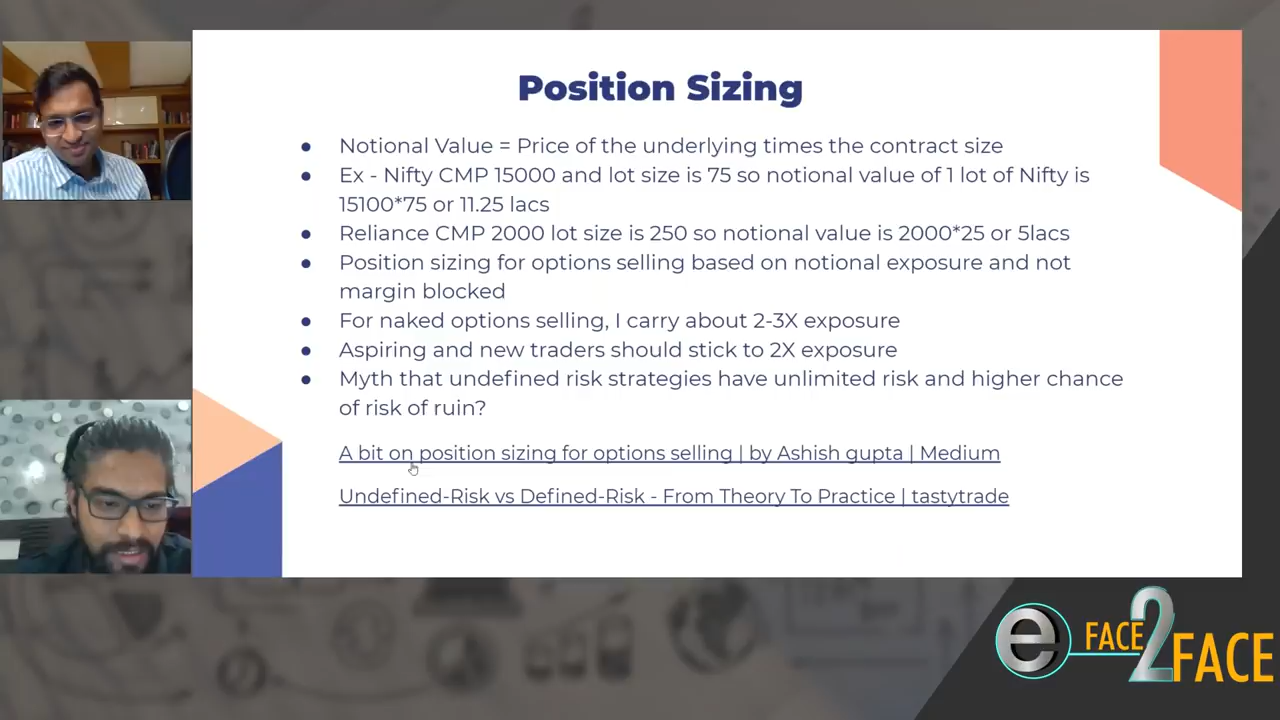 Position Sizing
● Notional Value = Price of the underlying times the contract size
● Ex - Nifty CMP 15000 and lot size is 75 so notional value of 1 lot of Nifty is
15100*75 or 11.25 lacs
● Reliance CMP 2000 lot size is 250 so notional value is 2000*25 or 5lacs
● Position sizing for options selling based on notional exposure and not
margin blocked
● For naked options selling, I carry about 2-3X exposure
● Aspiring and new traders should stick to 2X exposure
● Myth that undefined risk strategies have unlimited risk and higher chance
of risk of ruin?
A bit on position sizing for options selling | by Ashish gupta | Medium
Undefined-Risk vs Defined-Risk - From Theory To Practice | tastytrade
e FACE 2 FACE